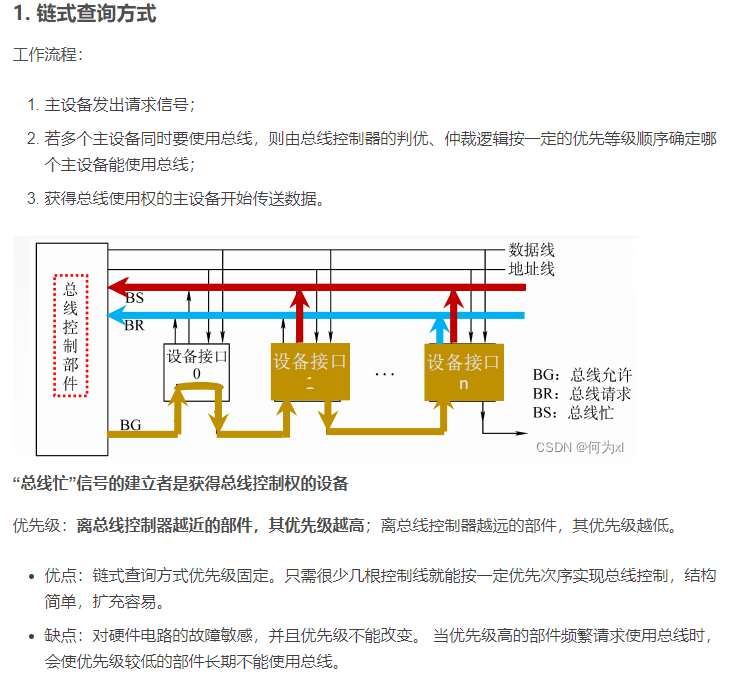 1. 链式查询方式
工作流程：
1. 主设备发出请求信号；
2. 若多个主设备同时要使用总线，则由总线控制器的判优、仲裁逻辑按一定的优先等级顺序确定哪
个主设备能使用总线；
3. 获得总线使用权的主设备开始传送数据。
数据线
地址线
总线控制部件
BS
BR
设备接口
0
设备接口
1
...
设备接口
n
BG：总线允许
BR：总线请求
BS：总线忙
BG
CSDN @何为xl
“总线忙”信号的建立者是获得总线控制权的设备
优先级：离总线控制器越近的部件，其优先级越高；离总线控制器越远的部件，其优先级越低。
• 优点：链式查询方式优先级固定。只需很少几根控制线就能按一定优先次序实现总线控制，结构
简单，扩充容易。
• 缺点：对硬件电路的故障敏感，并且优先级不能改变。 当优先级高的部件频繁请求使用总线时，
会使优先级较低的部件长期不能使用总线。